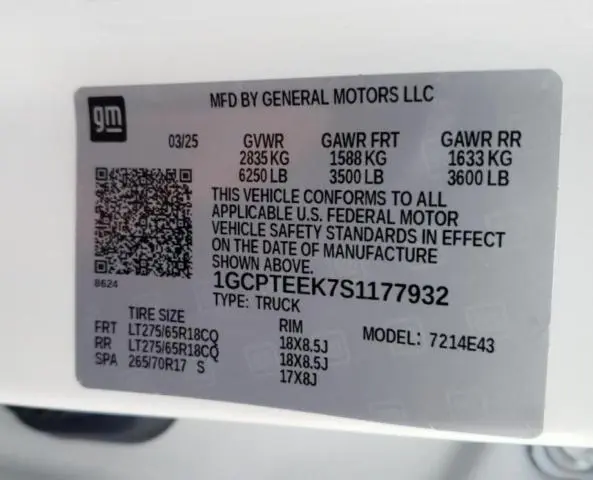 gm
MFD BY GENERAL MOTORS LLC
03/25 GVWR GAWR FRT GAWR RR
2835 KG 1588 KG 1633 KG
6250 LB 3500 LB 3600 LB
THIS VEHICLE CONFORMS TO ALL
APPLICABLE U.S. FEDERAL MOTOR
VEHICLE SAFETY STANDARDS IN EFFECT
ON THE DATE OF MANUFACTURE
SHOWN ABOVE.
8624
1GCPTEEK7S1177932
TYPE: TRUCK
TIRE SIZE RIM MODEL: 7214E43
FRT LT275/65R18CQ 18X8.5J
RR LT275/65R18CQ 18X8.5J
SPA 265/70R17 S 17X8J